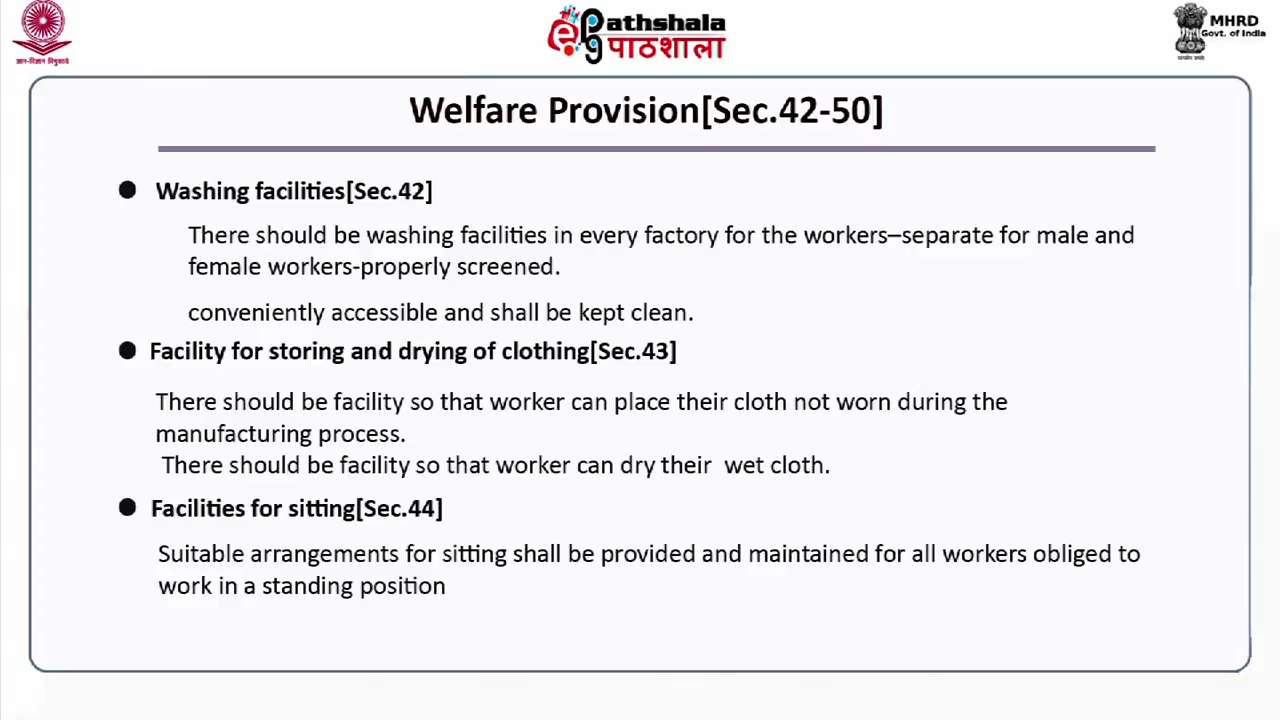 ज्ञान-विज्ञान विमुक्तये
ePathshala
पाठशाला
MHRD
Govt. of India
Welfare Provision[Sec.42-50]
● Washing facilities[Sec.42]
There should be washing facilities in every factory for the workers–separate for male and
female workers-properly screened.
conveniently accessible and shall be kept clean.
● Facility for storing and drying of clothing[Sec.43]
There should be facility so that worker can place their cloth not worn during the
manufacturing process.
There should be facility so that worker can dry their wet cloth.
● Facilities for sitting[Sec.44]
Suitable arrangements for sitting shall be provided and maintained for all workers obliged to
work in a standing position